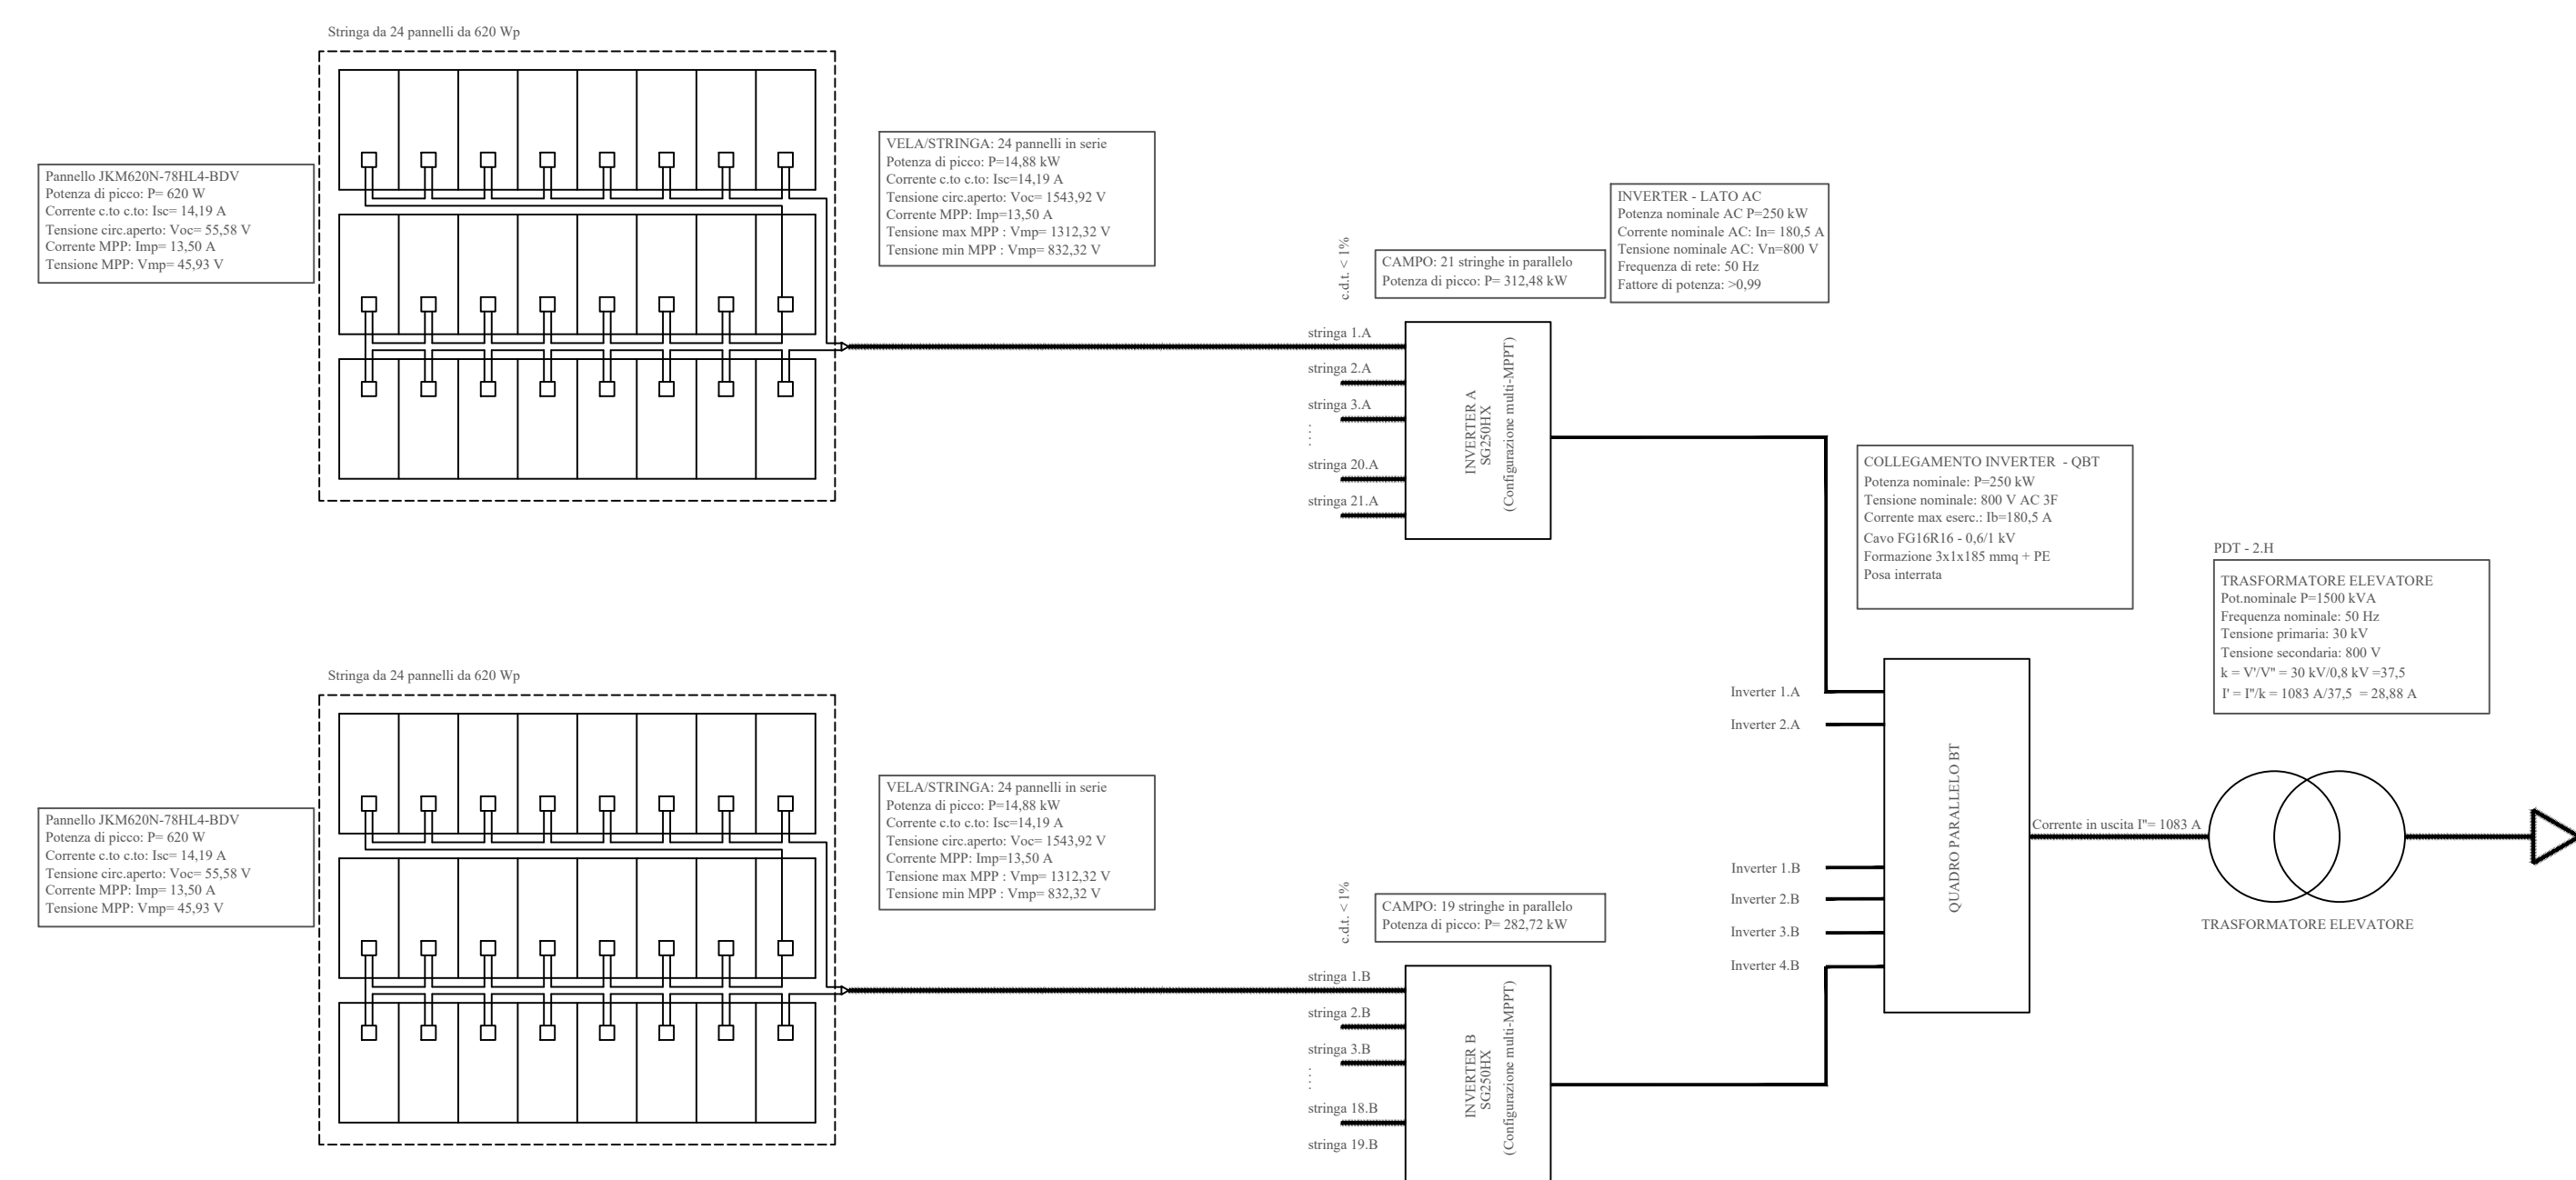 Stringa da 24 pannelli da 620 Wp
Pannello JKM620N-78HL4-BDV
Potenza di picco: P= 620 W
Corrente c.to c.to: Isc= 14,19 A
Tensione circ.aperto: Voc= 55,58 V
Corrente MPP: Imp= 13,50 A
Tensione MPP: Vmp= 45,93 V
VELA/STRINGA: 24 pannelli in serie
Potenza di picco: P=14,88 kW
Corrente c.to c.to: Isc=14,19 A
Tensione circ.aperto: Voc= 1543,92 V
Corrente MPP: Imp=13,50 A
Tensione max MPP : Vmp= 1312,32 V
Tensione min MPP : Vmp= 832,32 V
c.d.t. < 1%
CAMPO: 21 stringhe in parallelo
Potenza di picco: P= 312,48 kW
INVERTER - LATO AC
Potenza nominale AC P=250 kW
Corrente nominale AC: In= 180,5 A
Tensione nominale AC: Vn=800 V
Frequenza di rete: 50 Hz
Fattore di potenza: >0,99
stringa 1.A
stringa 2.A
stringa 3.A
....
stringa 20.A
stringa 21.A
INVERTER A
SG250HX
(Configurazione multi-MPPT)
COLLEGAMENTO INVERTER - QBT
Potenza nominale: P=250 kW
Tensione nominale: 800 V AC 3F
Corrente max eserc.: Ib=180,5 A
Cavo FG16R16 - 0,6/1 kV
Formazione 3x1x185 mmq + PE
Posa interrata
PDT - 2.H
TRASFORMATORE ELEVATORE
Pot.nominale P=1500 kVA
Frequenza nominale: 50 Hz
Tensione primaria: 30 kV
Tensione secondaria: 800 V
k = V'/V" = 30 kV/0,8 kV =37,5
I' = I"/k = 1083 A/37,5 = 28,88 A
Inverter 1.A
Inverter 2.A
Inverter 1.B
Inverter 2.B
Inverter 3.B
Inverter 4.B
QUADRO PARALLELO BT
Corrente in uscita I"= 1083 A
TRASFORMATORE ELEVATORE
Stringa da 24 pannelli da 620 Wp
Pannello JKM620N-78HL4-BDV
Potenza di picco: P= 620 W
Corrente c.to c.to: Isc= 14,19 A
Tensione circ.aperto: Voc= 55,58 V
Corrente MPP: Imp= 13,50 A
Tensione MPP: Vmp= 45,93 V
VELA/STRINGA: 24 pannelli in serie
Potenza di picco: P=14,88 kW
Corrente c.to c.to: Isc=14,19 A
Tensione circ.aperto: Voc= 1543,92 V
Corrente MPP: Imp=13,50 A
Tensione max MPP : Vmp= 1312,32 V
Tensione min MPP : Vmp= 832,32 V
c.d.t. < 1%
CAMPO: 19 stringhe in parallelo
Potenza di picco: P= 282,72 kW
stringa 1.B
stringa 2.B
stringa 3.B
....
stringa 18.B
stringa 19.B
INVERTER B
SG250HX
(Configurazione multi-MPPT)